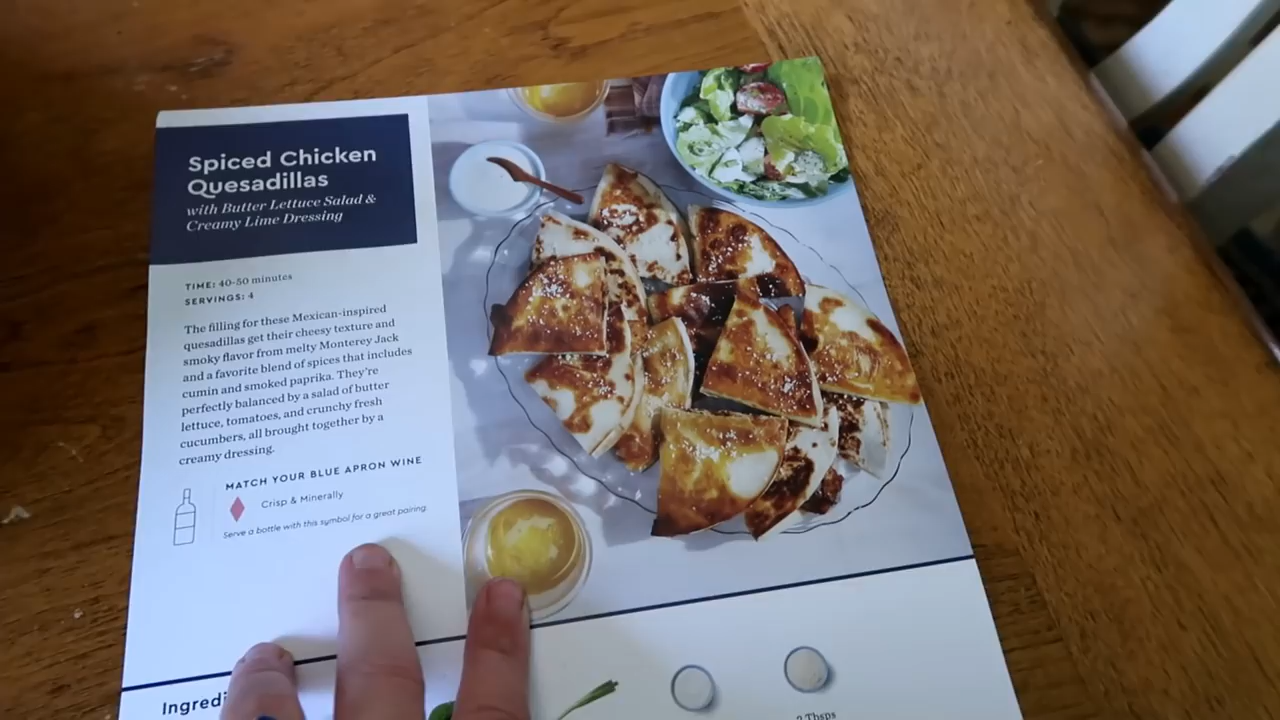 Spiced Chicken
Quesadillas
with Butter Lettuce Salad &
Creamy Lime Dressing
TIME: 40-50 minutes
SERVINGS: 4
The filling for these Mexican-inspired
quesadillas get their cheesy texture and
smoky flavor from melty Monterey Jack
and a favorite blend of spices that includes
cumin and smoked paprika. They're
perfectly balanced by a salad of butter
lettuce, tomatoes, and crunchy fresh
cucumbers, all brought together by a
creamy dressing.
MATCH YOUR BLUE APRON WINE
Crisp & Minerally
Serve a bottle with this symbol for a great pairing.
Ingredi
2 Tbsps